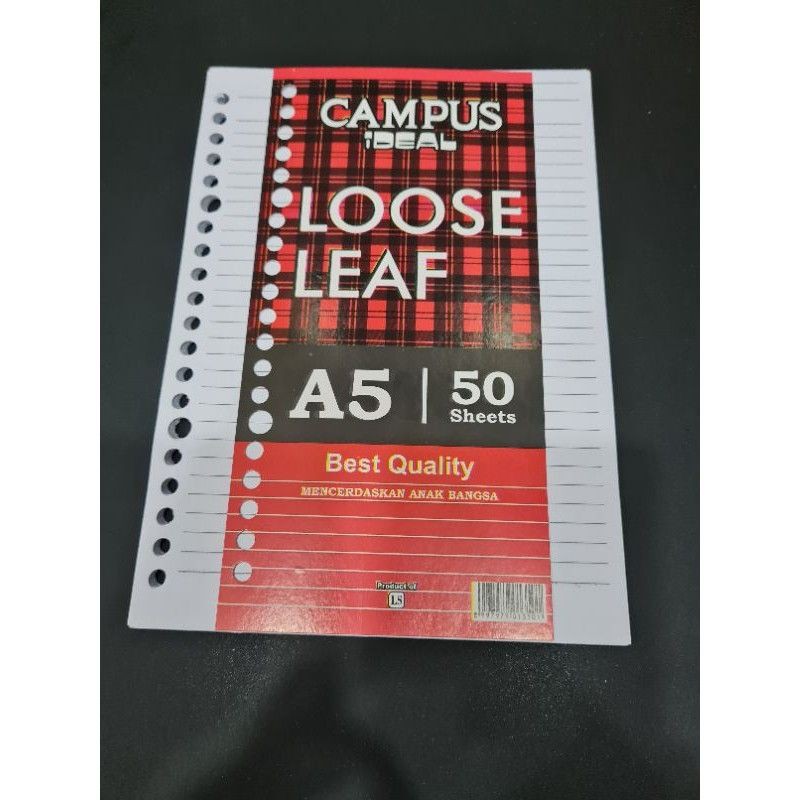 CAMPUS
iDEAL
LOOSE
LEAF
A5 | 50
Sheets
Best Quality
MENCERDASKAN ANAK BANGSA
Product of
LS